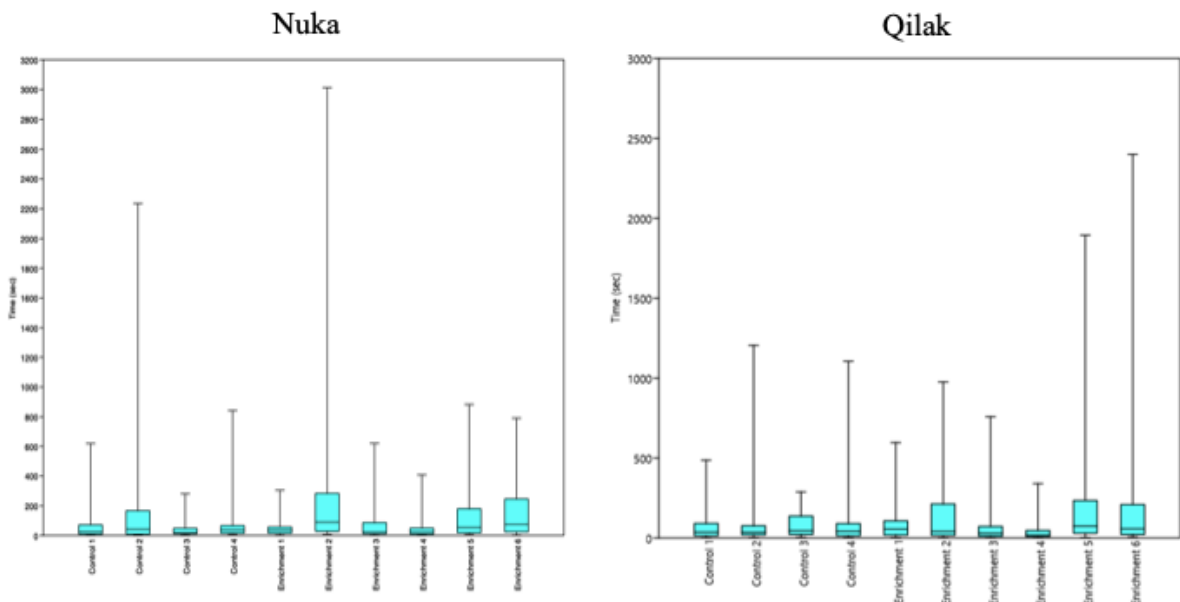 Nuka
3200
3000
2800
2600
2400
2200
2000
1800
1600
1400
1200
1000
800
600
400
200
0
Time (sec)
Control 1
Control 2
Control 3
Control 4
Enrichment 1
Enrichment 2
Enrichment 3
Enrichment 4
Enrichment 5
Enrichment 6
Qilak
3000
2500
2000
1500
1000
500
0
Time (sec)
Control 1
Control 2
Control 3
Control 4
Enrichment 1
Enrichment 2
Enrichment 3
Enrichment 4
Enrichment 5
Enrichment 6